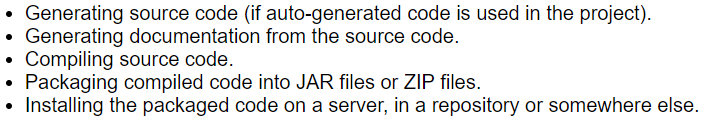 • Generating source code (if auto-generated code is used in the project).
• Generating documentation from the source code.
• Compiling source code.
• Packaging compiled code into JAR files or ZIP files.
• Installing the packaged code on a server, in a repository or somewhere else.